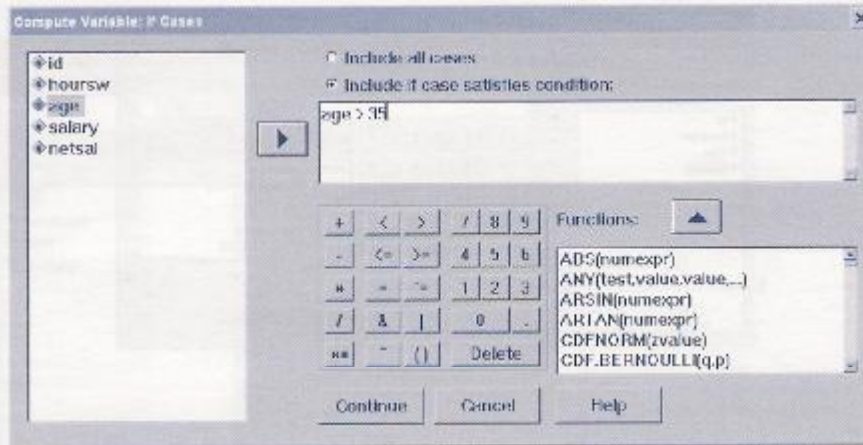 Compute Variable: If Cases
id
hoursw
age
salary
netsal
Include all cases
Include if case satisfies condition:
age > 35
+ < > 7 8 9
- <= >= 4 5 6
* = ~= 1 2 3
/ & | 0 .
** ~ () Delete
Functions:
ABS(numexpr)
ANY(test,value,value,...)
ARSIN(numexpr)
ARTAN(numexpr)
CDFNORM(zvalue)
CDF.BERNOULLI(q,p)
Continue
Cancel
Help